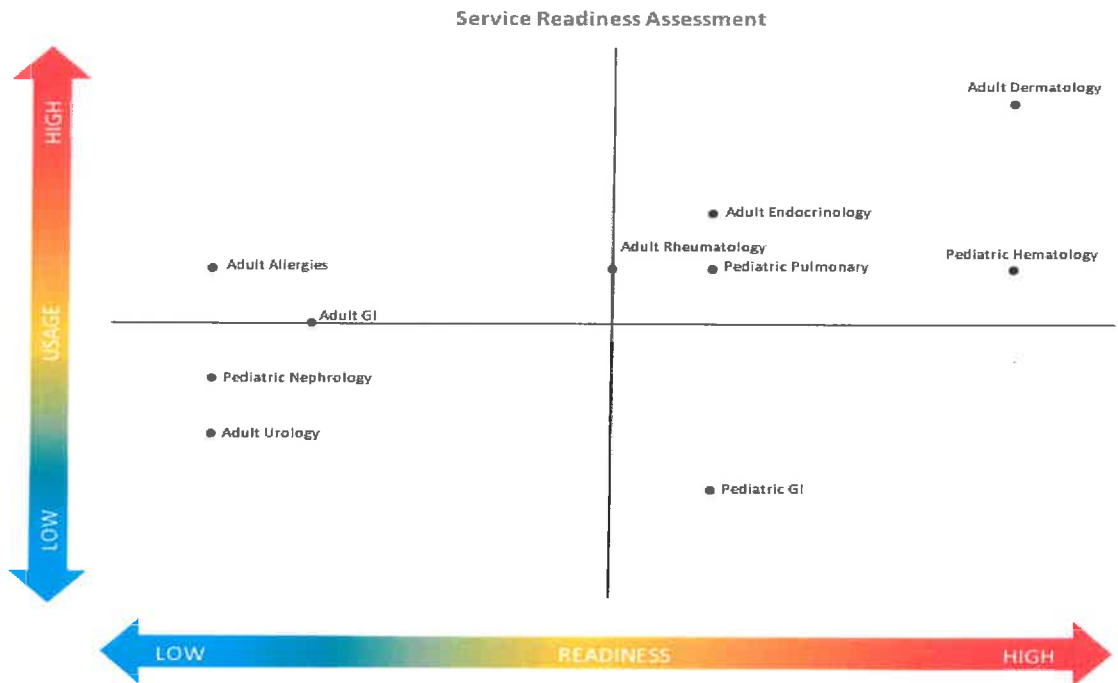 Service Readiness Assessment
HIGH
Adult Dermatology
Adult Endocrinology
Adult Rheumatology
Pediatric Hematology
Adult Allergies
Pediatric Pulmonary
USAGE
Adult GI
Pediatric Nephrology
Adult Urology
Pediatric GI
LOW
LOW
READINESS
HIGH